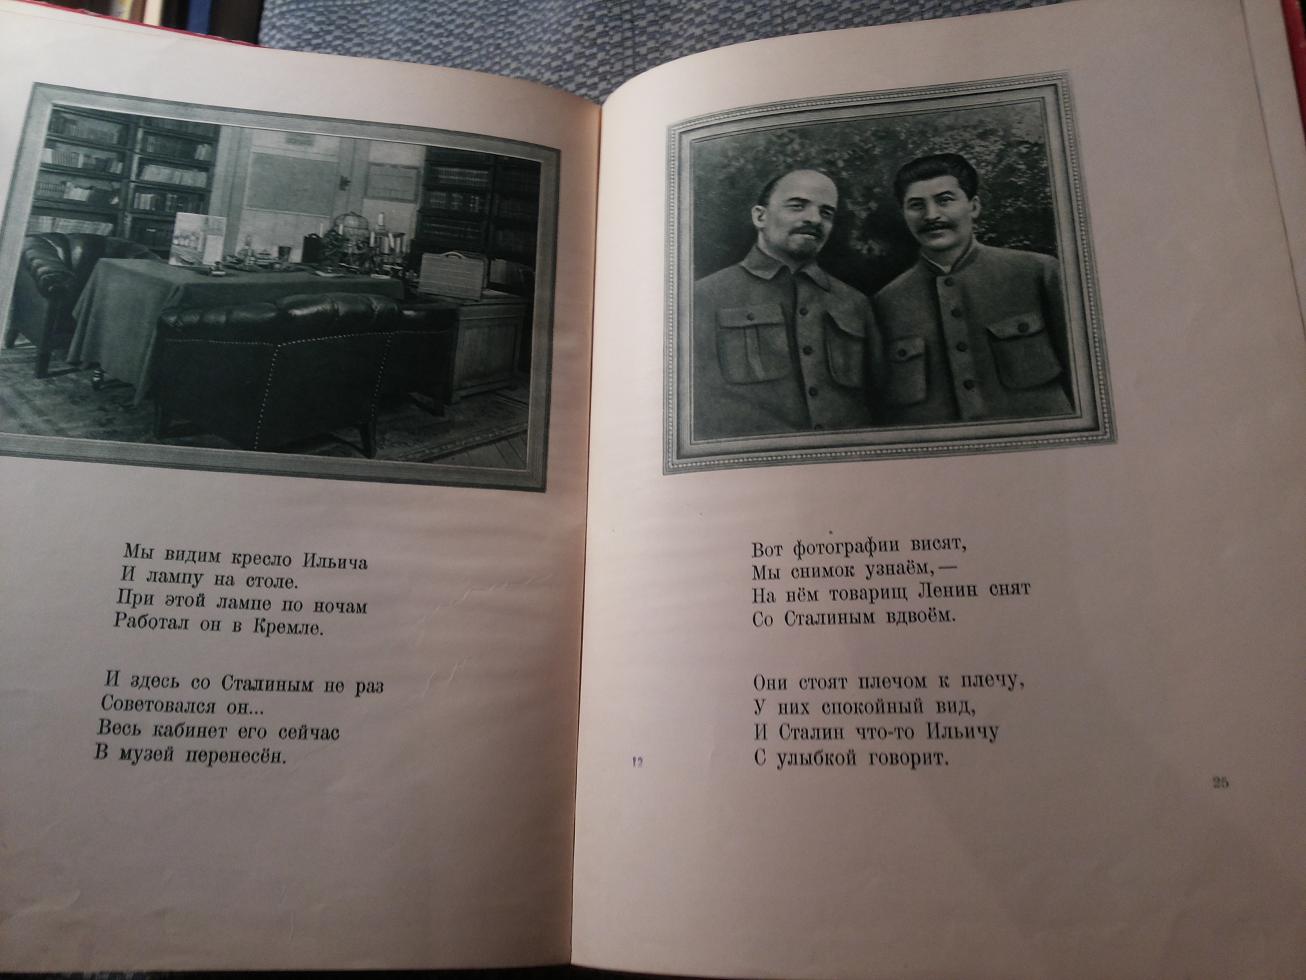 Мы видим кресло Ильича
И лампу на столе.
При этой лампе по ночам
Работал он в Кремле.
И здесь со Сталиным не раз
Советовался он...
Весь кабинет его сейчас
В музей перенесён.
Вот фотографии висят,
Мы снимок узнаём, —
На нём товарищ Ленин снят
Со Сталиным вдвоём.
Они стоят плечом к плечу,
У них спокойный вид,
И Сталин что-то Ильичу
С улыбкой говорит.
12
25